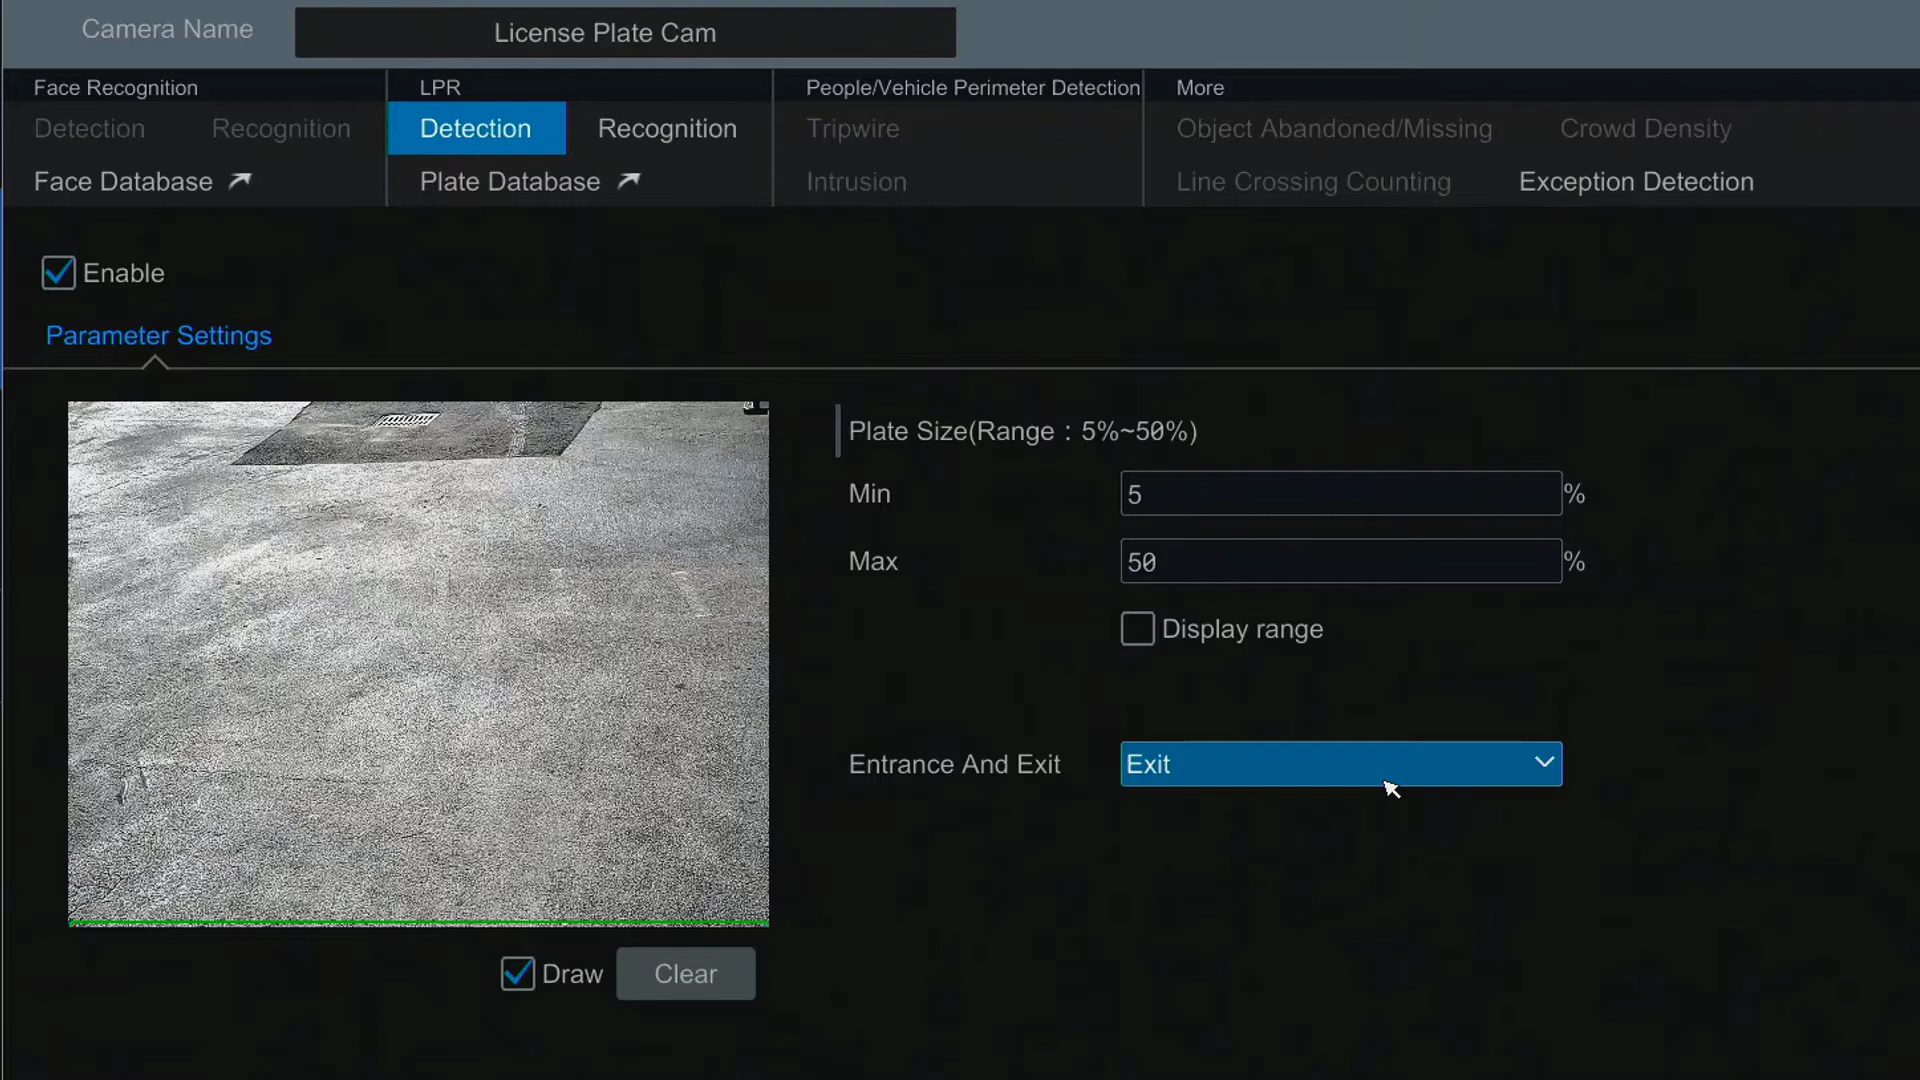 Camera Name
License Plate Cam
Face Recognition
LPR
People/Vehicle Perimeter Detection
More
Detection
Recognition
Detection
Recognition
Tripwire
Object Abandoned/Missing
Crowd Density
Face Database
Plate Database
Intrusion
Line Crossing Counting
Exception Detection
Enable
Parameter Settings
Plate Size(Range : 5%~50%)
Min
5
%
Max
50
%
Display range
Entrance And Exit
Exit
Draw
Clear